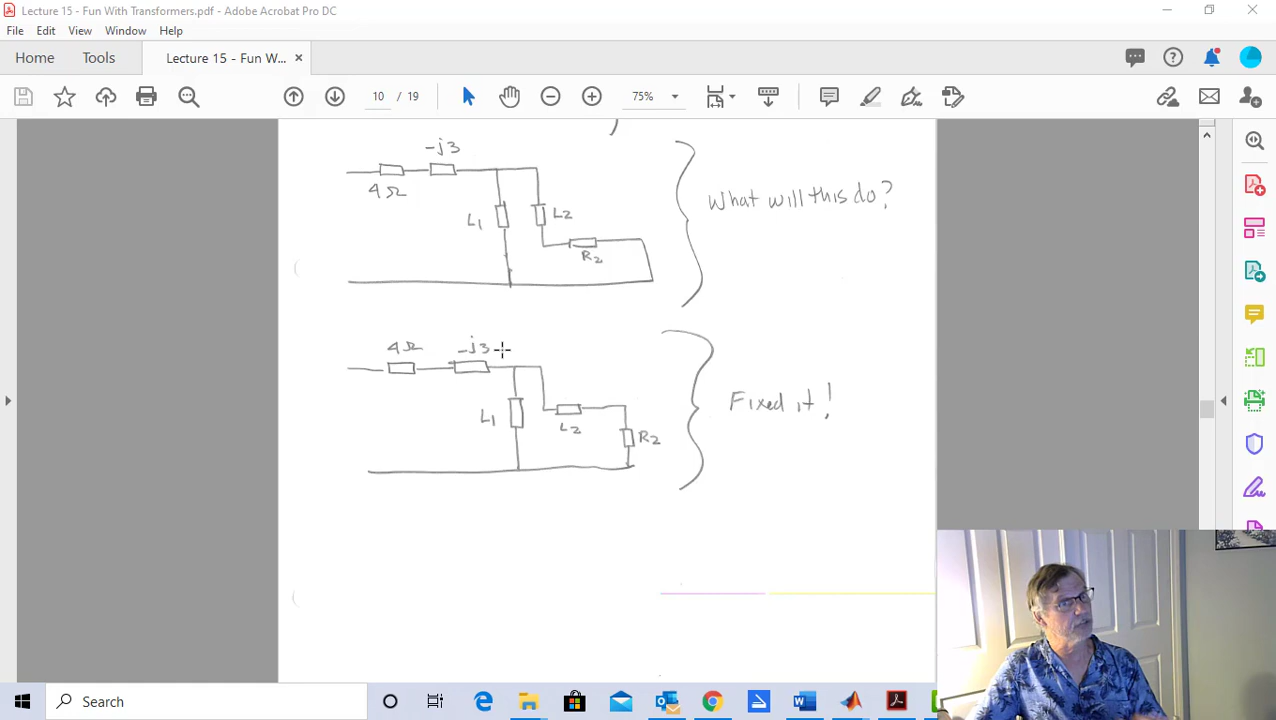 Lecture 15 - Fun With Transformers.pdf - Adobe Acrobat Pro DC
File Edit View Window Help
Home Tools Lecture 15 - Fun W... ×
10 / 19 75%
-j3
4Ω
L1 L2
R2
What will this do?
4Ω -j3
L1 L2 R2
Fixed it!
Search